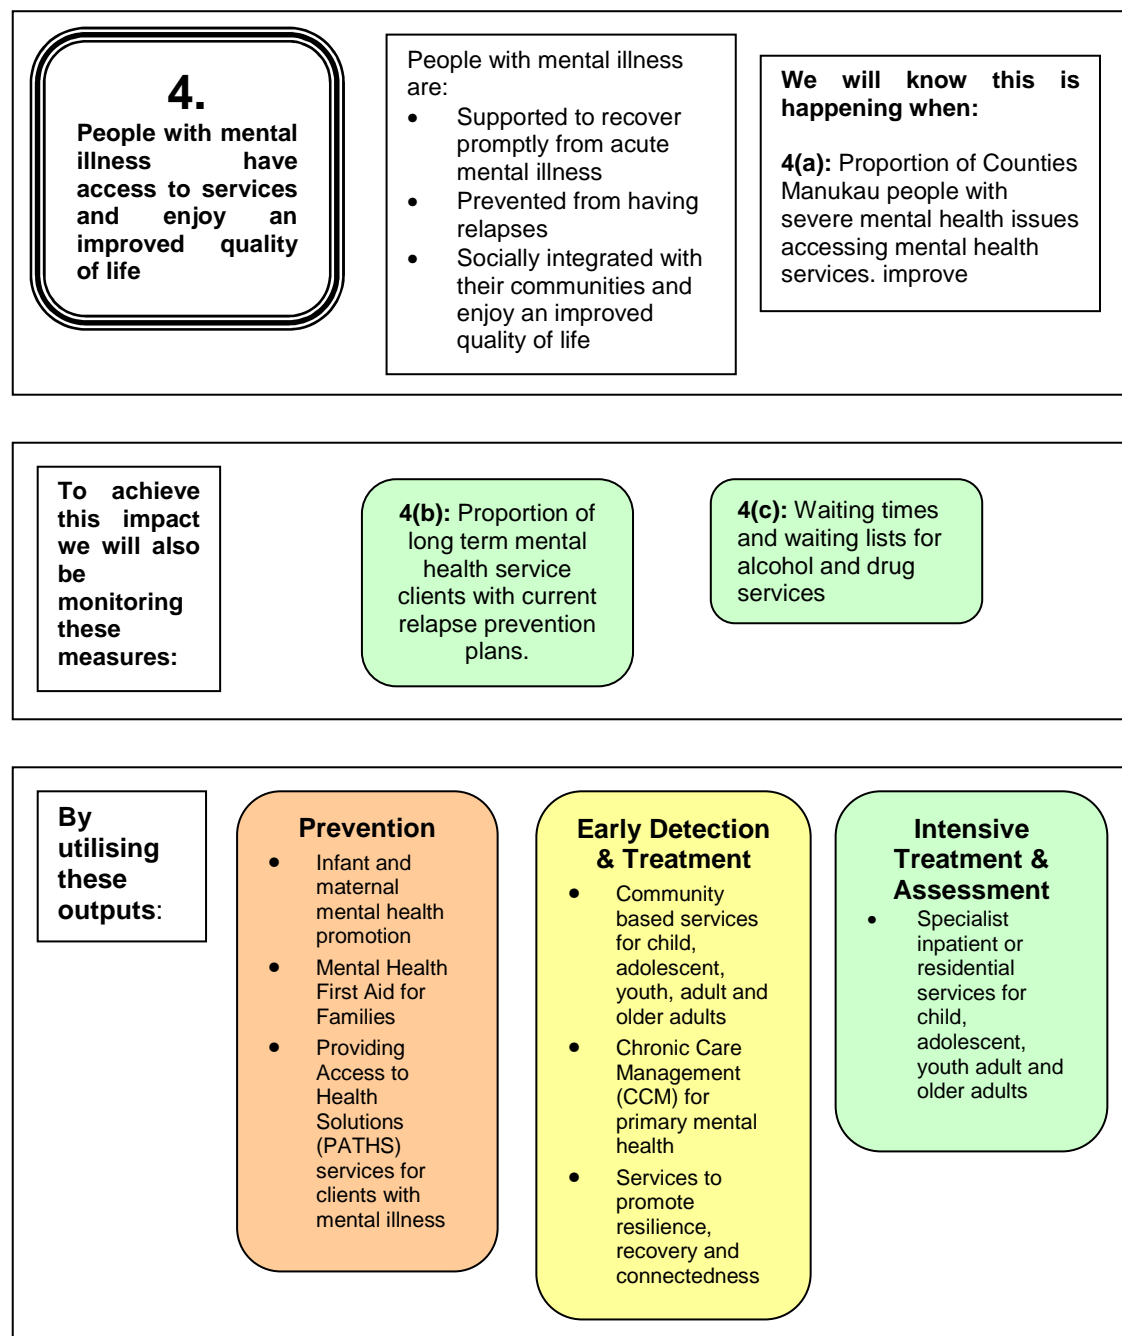 4.
People with mental
illness have
access to services
and enjoy an
improved quality
of life
People with mental illness
are:
• Supported to recover
promptly from acute
mental illness
• Prevented from having
relapses
• Socially integrated with
their communities and
enjoy an improved
quality of life
We will know this is
happening when:
4(a): Proportion of Counties
Manukau people with
severe mental health issues
accessing mental health
services. improve
To achieve
this impact
we will also
be
monitoring
these
measures:
4(b): Proportion of
long term mental
health service
clients with current
relapse prevention
plans.
4(c): Waiting times
and waiting lists for
alcohol and drug
services
By
utilising
these
outputs:
Prevention
• Infant and
maternal
mental health
promotion
• Mental Health
First Aid for
Families
• Providing
Access to
Health
Solutions
(PATHS)
services for
clients with
mental illness
Early Detection
& Treatment
• Community
based services
for child,
adolescent,
youth, adult and
older adults
• Chronic Care
Management
(CCM) for
primary mental
health
• Services to
promote
resilience,
recovery and
connectedness
Intensive
Treatment &
Assessment
• Specialist
inpatient or
residential
services for
child,
adolescent,
youth adult and
older adults